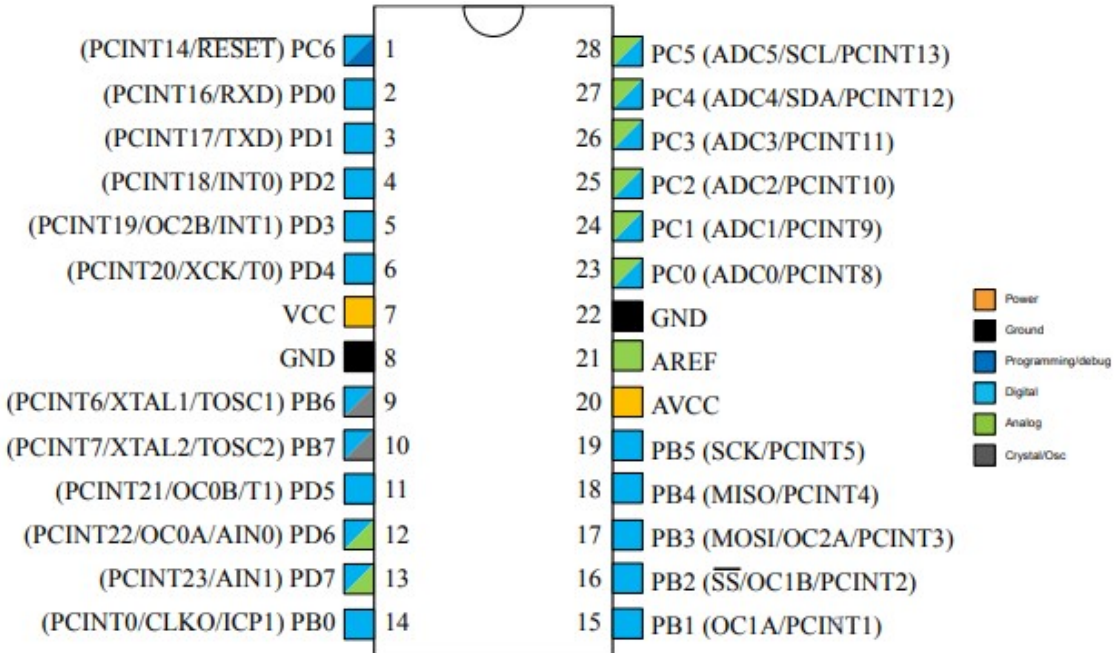 (PCINT14/RESET) PC6 1
(PCINT16/RXD) PD0 2
(PCINT17/TXD) PD1 3
(PCINT18/INT0) PD2 4
(PCINT19/OC2B/INT1) PD3 5
(PCINT20/XCK/T0) PD4 6
VCC 7
GND 8
(PCINT6/XTAL1/TOSC1) PB6 9
(PCINT7/XTAL2/TOSC2) PB7 10
(PCINT21/OC0B/T1) PD5 11
(PCINT22/OC0A/AIN0) PD6 12
(PCINT23/AIN1) PD7 13
(PCINT0/CLKO/ICP1) PB0 14
28 PC5 (ADC5/SCL/PCINT13)
27 PC4 (ADC4/SDA/PCINT12)
26 PC3 (ADC3/PCINT11)
25 PC2 (ADC2/PCINT10)
24 PC1 (ADC1/PCINT9)
23 PC0 (ADC0/PCINT8)
22 GND
21 AREF
20 AVCC
19 PB5 (SCK/PCINT5)
18 PB4 (MISO/PCINT4)
17 PB3 (MOSI/OC2A/PCINT3)
16 PB2 (SS/OC1B/PCINT2)
15 PB1 (OC1A/PCINT1)
Power
Ground
Programming/debug
Digital
Analog
Crystal/Osc